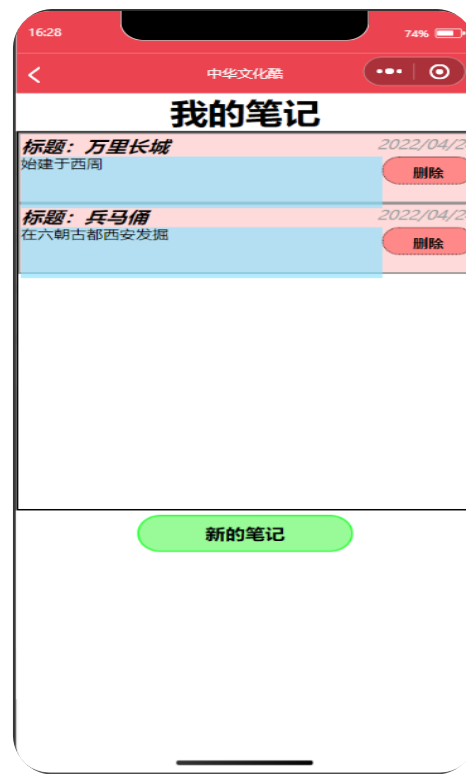 16:28
74%
中华文化酷
我的笔记
标题：万里长城
2022/04/2
始建于西周
删除
标题：兵马俑
2022/04/2
在六朝古都西安发掘
删除
新的笔记